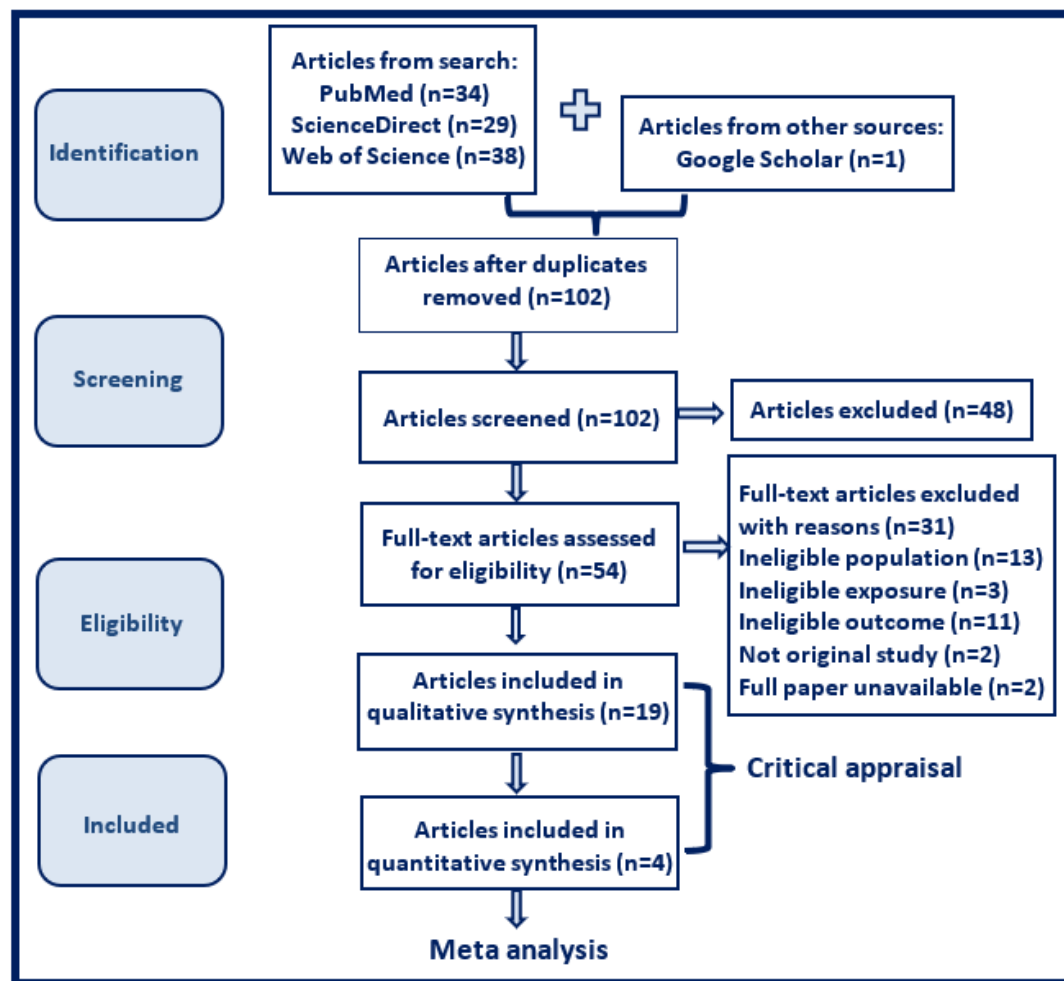 Identification
Articles from search:
PubMed (n=34)
ScienceDirect (n=29)
Web of Science (n=38)
Articles from other sources:
Google Scholar (n=1)
Articles after duplicates
removed (n=102)
Screening
Articles screened (n=102)
Articles excluded (n=48)
Eligibility
Full-text articles assessed
for eligibility (n=54)
Full-text articles excluded
with reasons (n=31)
Ineligible population (n=13)
Ineligible exposure (n=3)
Ineligible outcome (n=11)
Not original study (n=2)
Full paper unavailable (n=2)
Articles included in
qualitative synthesis (n=19)
Critical appraisal
Included
Articles included in
quantitative synthesis (n=4)
Meta analysis